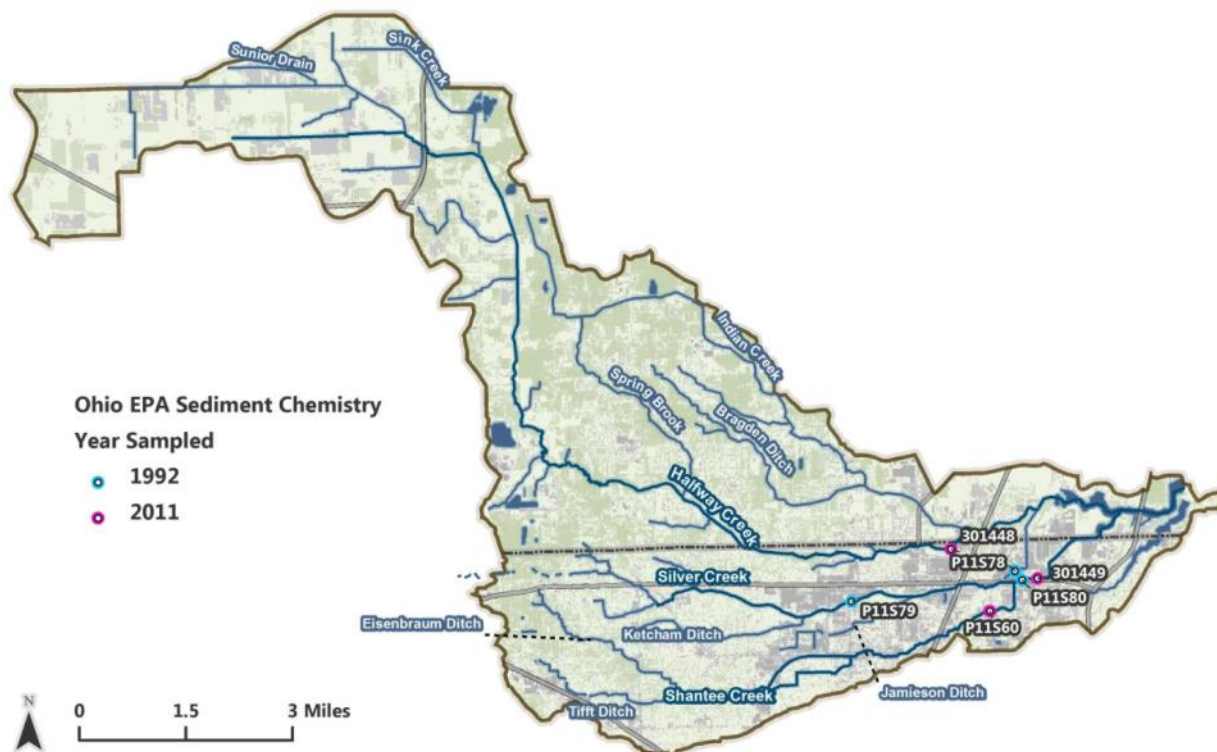 Sunior Drain
Sink Creek
Indian Creek
Spring Brook
Bragden Ditch
Ohio EPA Sediment Chemistry
Year Sampled
1992
2011
Halfway Creek
301448
P11S78
301449
Silver Creek
P11S80
P11S79
P11S60
Eisenbraum Ditch
Ketcham Ditch
Shantee Creek
Jamieson Ditch
Tifft Ditch
N
0 1.5 3 Miles